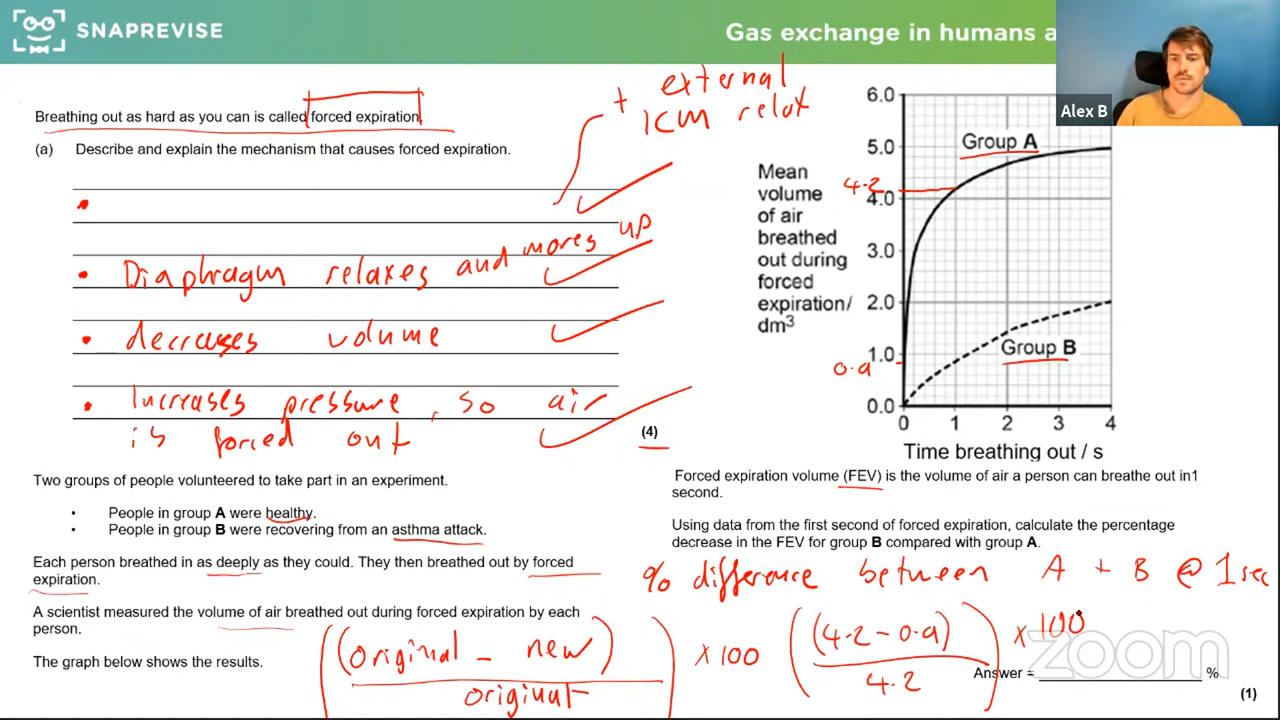 SNAPREVISE
Gas exchange in humans a
Alex B
Breathing out as hard as you can is called forced expiration.
(a) Describe and explain the mechanism that causes forced expiration.
+ external
ICM relax
• Diaphragm relaxes and moves up
• decreases volume
• Increases pressure, so air
is forced out
(4)
Two groups of people volunteered to take part in an experiment.
• People in group A were healthy.
• People in group B were recovering from an asthma attack.
Each person breathed in as deeply as they could. They then breathed out by forced
expiration.
A scientist measured the volume of air breathed out during forced expiration by each
person.
The graph below shows the results.
((original - new)
original) × 100
Mean
volume
of air
breathed
out during
forced
expiration/
dm³
6.0
5.0
4.2
4.0
3.0
2.0
1.0
0.9
0.0
Group A
Group B
0 1 2 3 4
Time breathing out / s
Forced expiration volume (FEV) is the volume of air a person can breathe out in1
second.
Using data from the first second of forced expiration, calculate the percentage
decrease in the FEV for group B compared with group A.
% difference between A + B @ 1sec
((4.2 - 0.9)
4.2) × 100
zoom
Answer = %
(1)